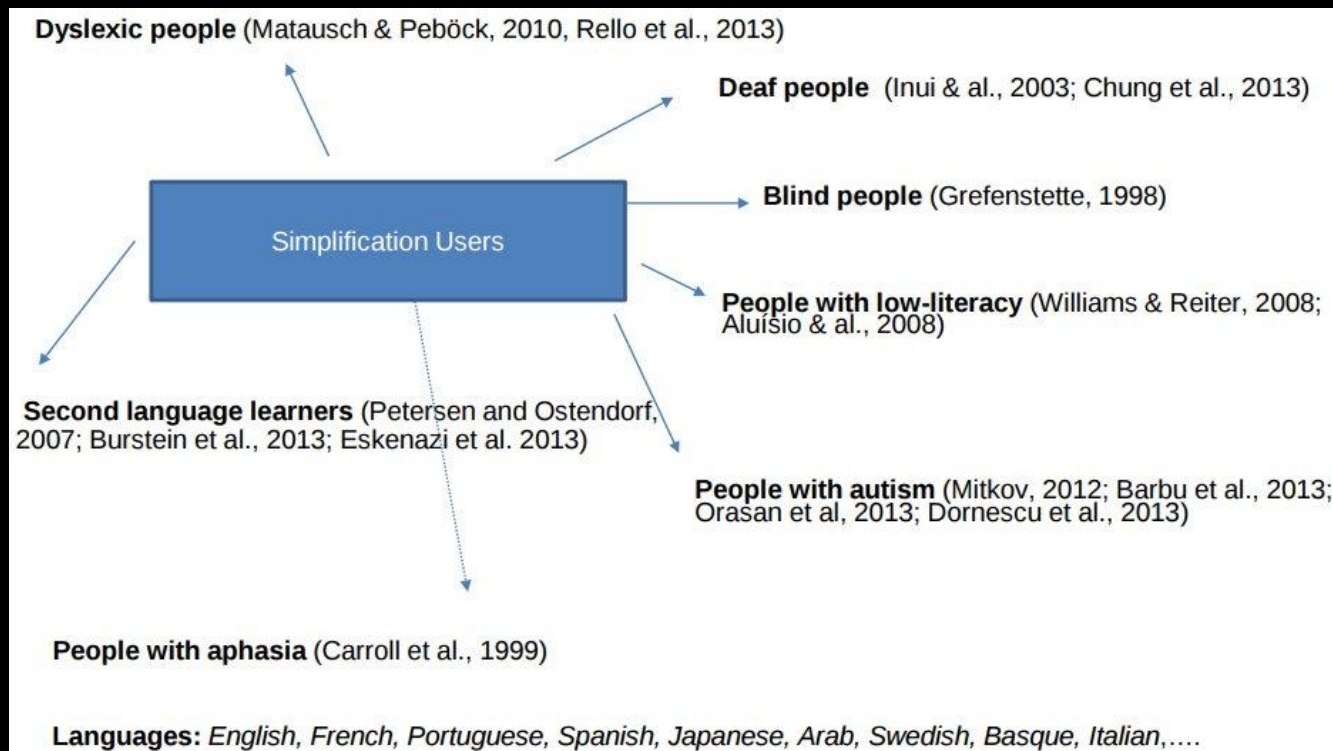 Dyslexic people (Matausch & Peböck, 2010, Rello et al., 2013)
Deaf people (Inui & al., 2003; Chung et al., 2013)
Blind people (Grefenstette, 1998)
Simplification Users
People with low-literacy (Williams & Reiter, 2008;
Aluísio & al., 2008)
Second language learners (Petersen and Ostendorf,
2007; Burstein et al., 2013; Eskenazi et al. 2013)
People with autism (Mitkov, 2012; Barbu et al., 2013;
Orasan et al, 2013; Dornescu et al., 2013)
People with aphasia (Carroll et al., 1999)
Languages: English, French, Portuguese, Spanish, Japanese, Arab, Swedish, Basque, Italian,....